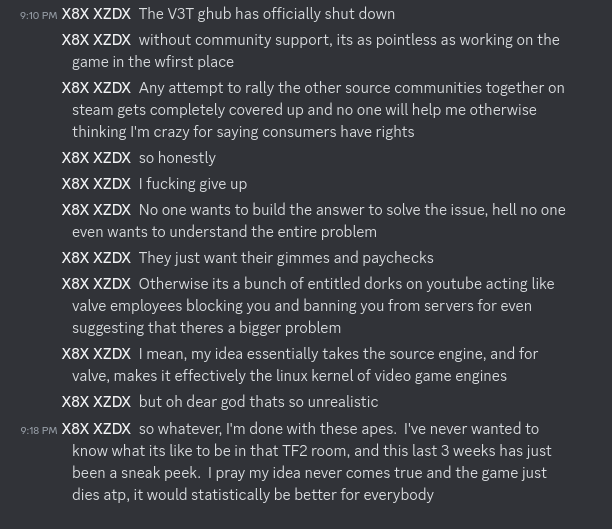 9:10 PM X8X XZDX The V3T ghub has officially shut down
X8X XZDX without community support, its as pointless as working on the
game in the wfirst place
X8X XZDX Any attempt to rally the other source communities together on
steam gets completely covered up and no one will help me otherwise
thinking I'm crazy for saying consumers have rights
X8X XZDX so honestly
X8X XZDX I fucking give up
X8X XZDX No one wants to build the answer to solve the issue, hell no one
even wants to understand the entire problem
X8X XZDX They just want their gimmes and paychecks
X8X XZDX Otherwise its a bunch of entitled dorks on youtube acting like
valve employees blocking you and banning you from servers for even
suggesting that theres a bigger problem
X8X XZDX I mean, my idea essentially takes the source engine, and for
valve, makes it effectively the linux kernel of video game engines
X8X XZDX but oh dear god thats so unrealistic
9:18 PM X8X XZDX so whatever, I'm done with these apes. I've never wanted to
know what its like to be in that TF2 room, and this last 3 weeks has just
been a sneak peek. I pray my idea never comes true and the game just
dies atp, it would statistically be better for everybody